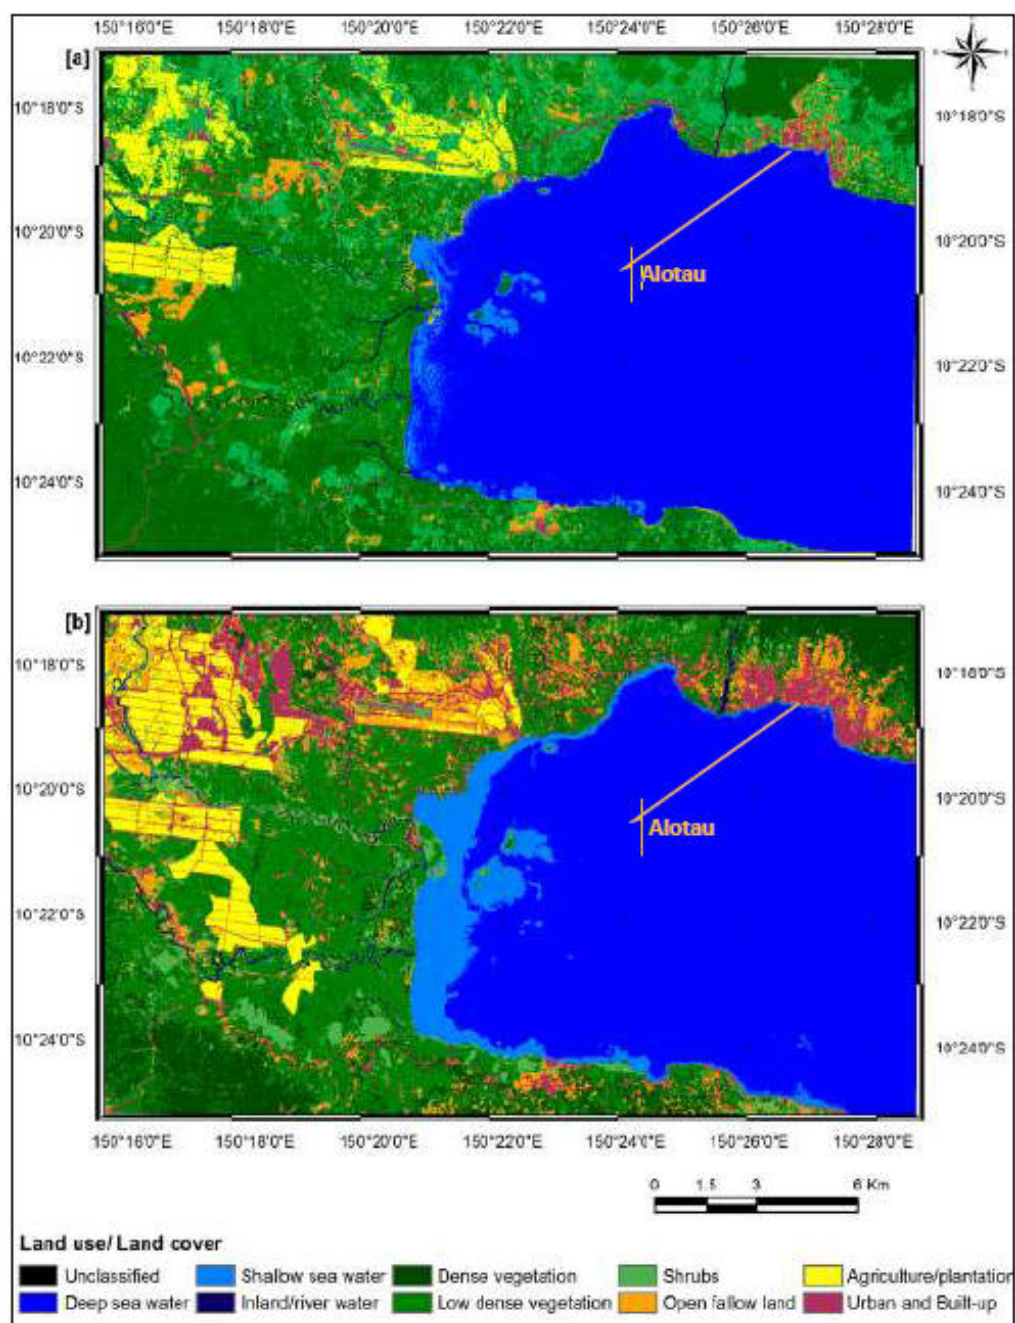 150°16'0"E 150°18'0"E 150°20'0"E 150°22'0"E 150°24'0"E 150°26'0"E 150°28'0"E
[a]
10°18'0"S 10°18'0"S
10°20'0"S 10°20'0"S
Alotau
10°22'0"S 10°22'0"S
10°24'0"S 10°24'0"S
[b]
10°18'0"S 10°18'0"S
10°20'0"S 10°20'0"S
Alotau
10°22'0"S 10°22'0"S
10°24'0"S 10°24'0"S
150°16'0"E 150°18'0"E 150°20'0"E 150°22'0"E 150°24'0"E 150°26'0"E 150°28'0"E
0 1.5 3 6 Km
Land use/ Land cover
Unclassified Shallow sea water Dense vegetation Shrubs Agriculture/plantation
Deep sea water Inland/river water Low dense vegetation Open fallow land Urban and Built-up